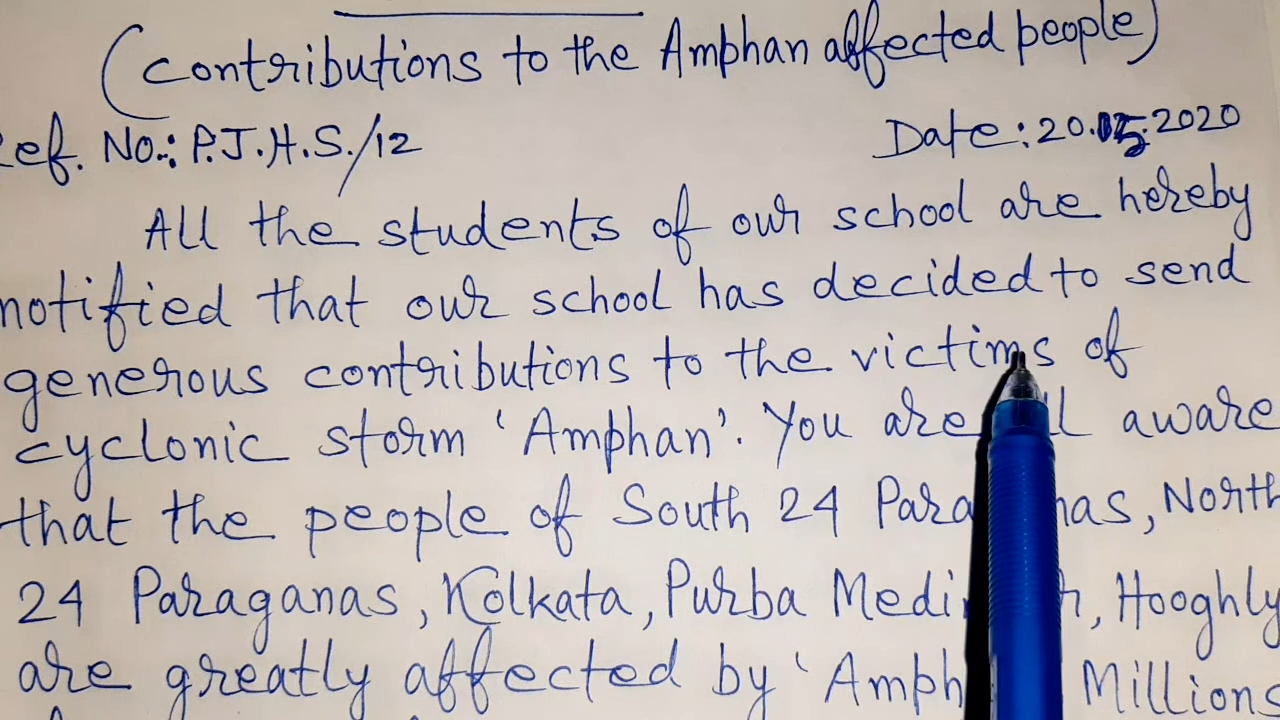 (Contributions to the Amphan affected people)
Ref. No.: P.J.H.S./12 Date: 20.05.2020
All the students of our school are hereby
notified that our school has decided to send
generous contributions to the victims of
cyclonic storm 'Amphan'. You are all aware
that the people of South 24 Paraganas, North
24 Paraganas, Kolkata, Purba Hooghly
are greatly affected by 'Amphan Millions